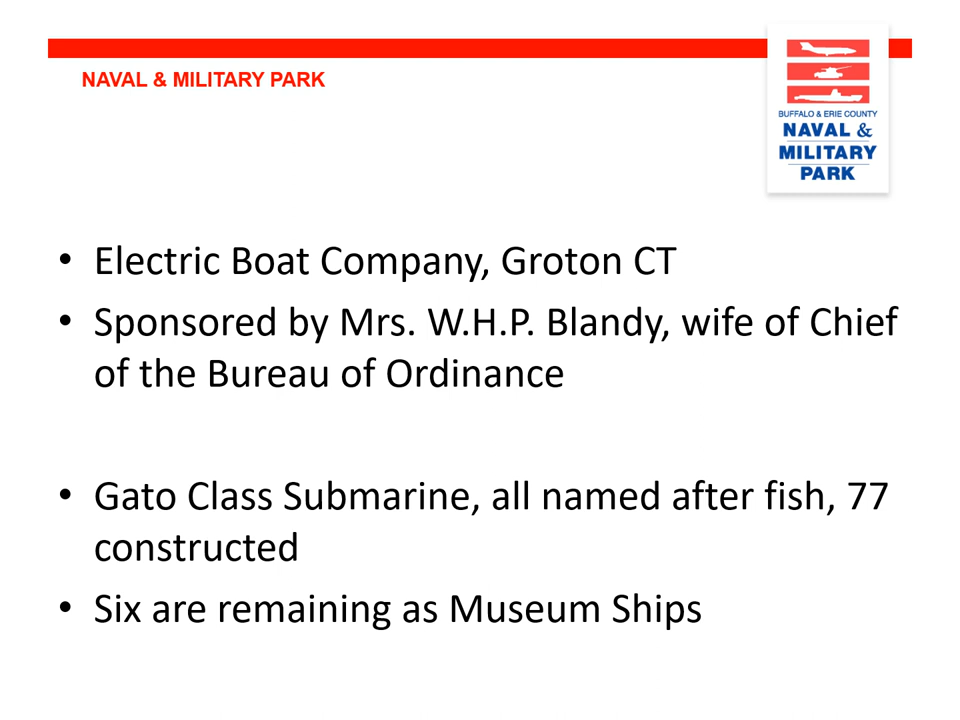 NAVAL & MILITARY PARK
BUFFALO & ERIE COUNTY
NAVAL &
MILITARY
PARK
• Electric Boat Company, Groton CT
• Sponsored by Mrs. W.H.P. Blandy, wife of Chief
of the Bureau of Ordinance
• Gato Class Submarine, all named after fish, 77
constructed
• Six are remaining as Museum Ships